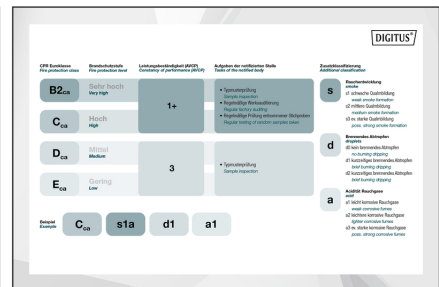 DIGITUS®
CPR Euroklasse
Fire protection sizes
Brandschutzstufe
Fire protection level
Leistungsbeständigkeit (AVCP)
Constancy of performance (AVCP)
Aufgaben der notifizierten Stelle
Tasks of the notified body
Zusatzklassifizierung
Additional classification
B2ca
Sehr hoch
Very high
Cca
Hoch
High
1+
• Typmusterprüfung
Sample inspection
• Regelmäßige Werksauditierung
Regular factory auditing
• Regelmäßige Prüfung entnommener Stichproben
Regular testing of random samples taken
Dca
Mittel
Medium
Eca
Gering
Low
3
• Typmusterprüfung
Sample inspection
s
Rauchentwicklung
smoke
s1 schwache Qualmbildung
weak smoke formation
s2 mittlere Qualmbildung
medium smoke formation
s3 ev. starke Qualmbildung
poss. strong smoke formation
d
Brennendes Abtropfen
droplets
d0 kein brennendes Abtropfen
no burning dripping
d1 kurzzeitiges brennendes Abtropfen
brief burning dripping
d2 kurzzeitiges brennendes Abtropfen
brief burning dripping
a
Acidität Rauchgase
acid
a1 leicht korrosive Rauchgase
weak corrosive fumes
a2 leichtere korrosive Rauchgase
lighter corrosive fumes
a3 ev. starke korrosive Rauchgase
poss. strong corrosive fumes
Beispiel
Example
Cca
s1a
d1
a1